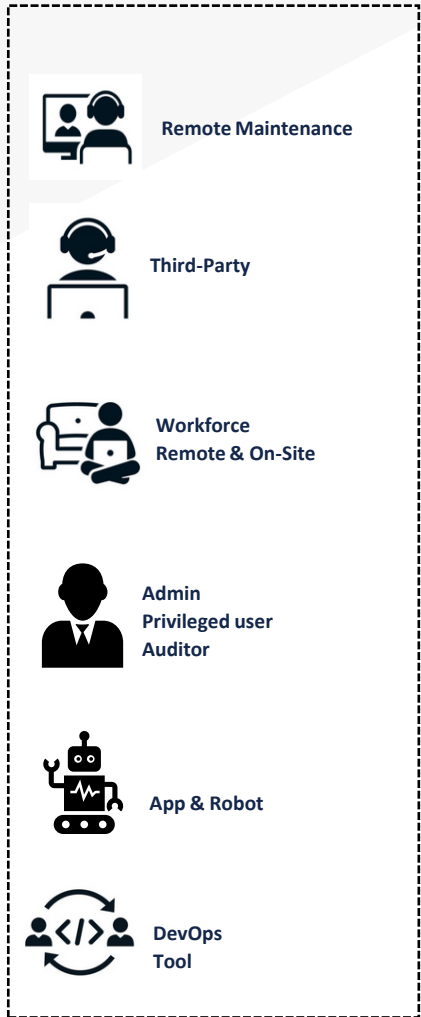 Remote Maintenance
Third-Party
Workforce
Remote & On-Site
Admin
Privileged user
Auditor
App & Robot
</>
DevOps
Tool